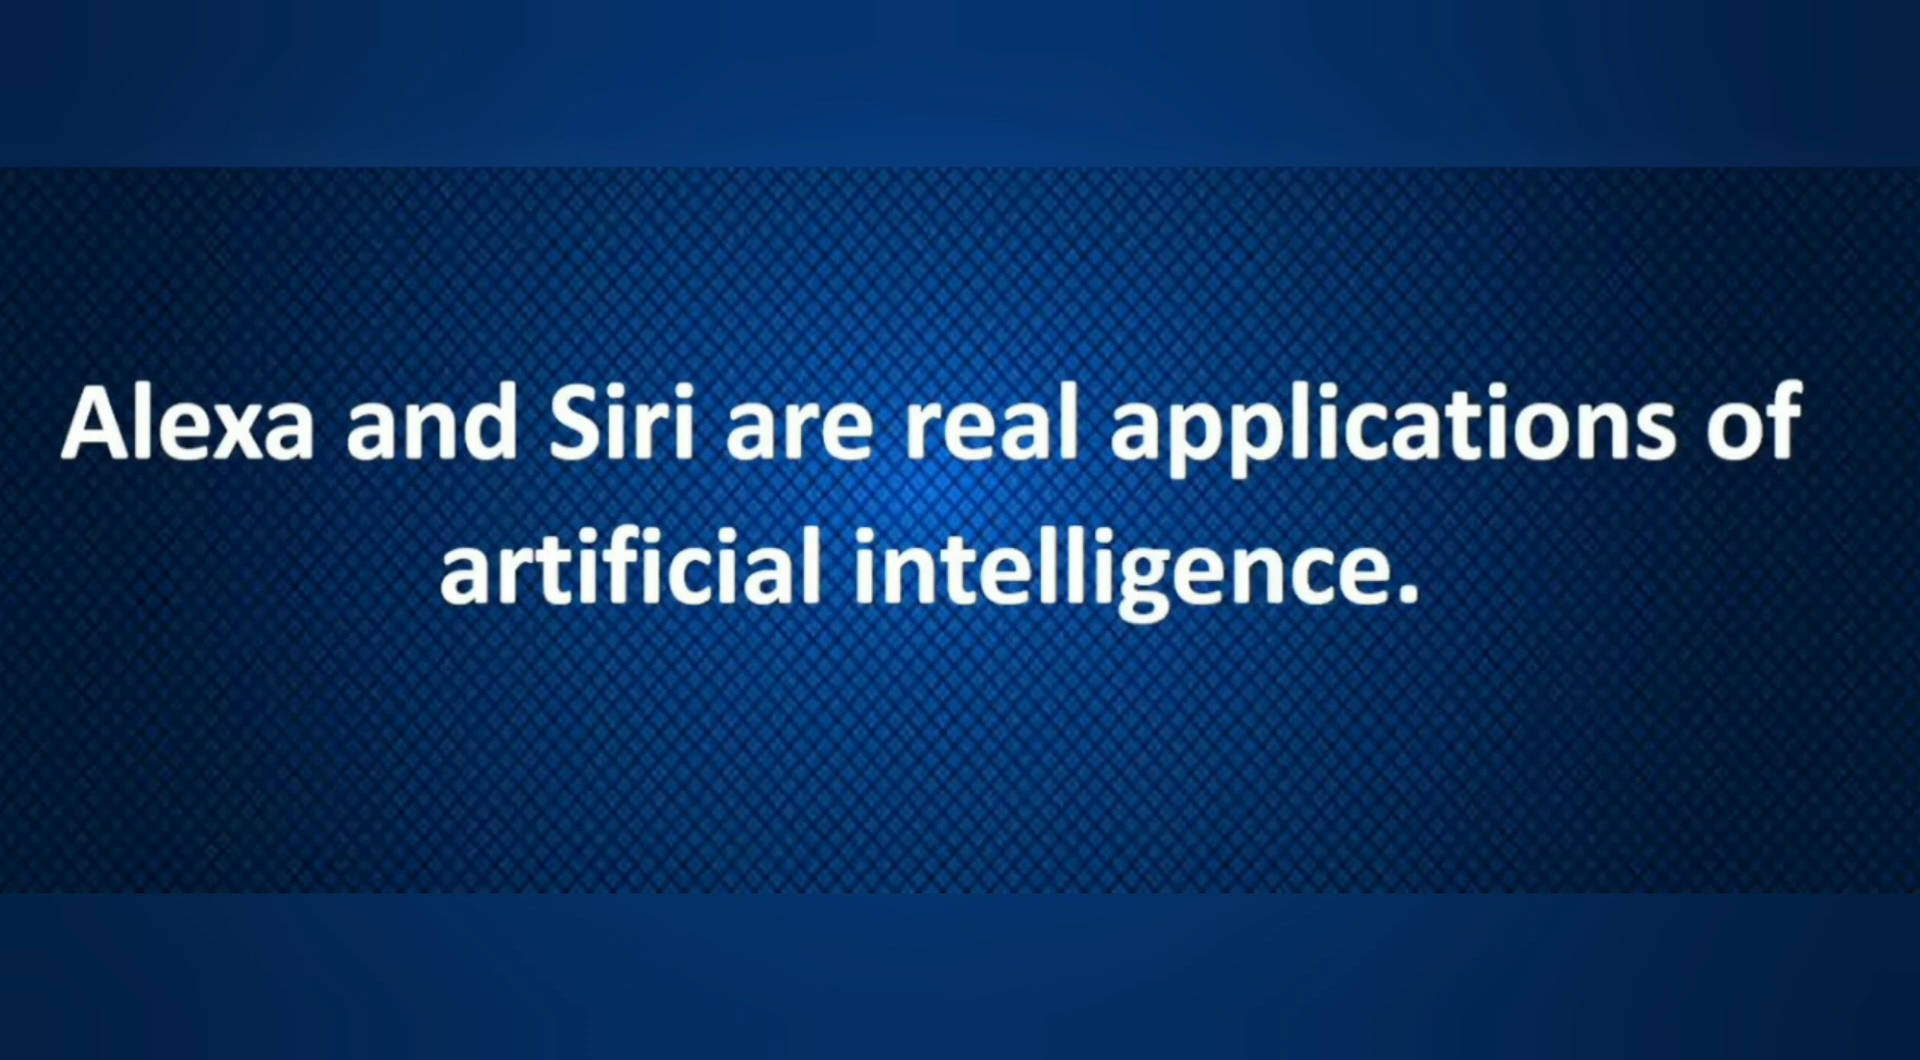 Alexa and Siri are real applications of
artificial intelligence.